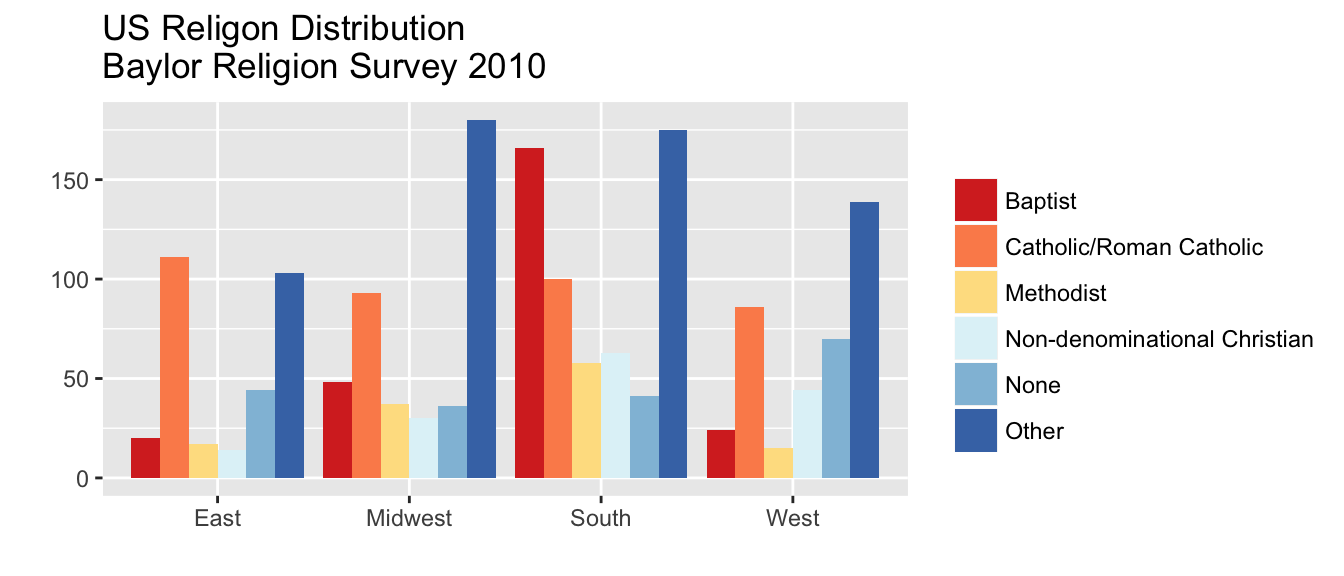 US Religon Distribution
Baylor Religion Survey 2010
150
100
50
0
East Midwest South West
Baptist
Catholic/Roman Catholic
Methodist
Non-denominational Christian
None
Other